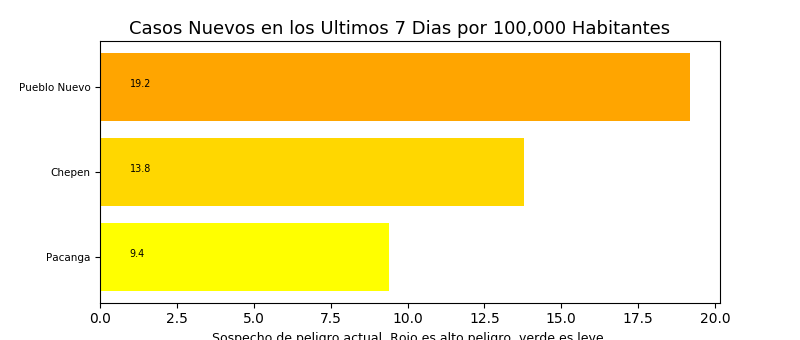 Casos Nuevos en los Ultimos 7 Dias por 100,000 Habitantes
Pueblo Nuevo
19.2
Chepen
13.8
Pacanga
9.4
0.0 2.5 5.0 7.5 10.0 12.5 15.0 17.5 20.0
Sospecho de peligro actual. Rojo es alto peligro, verde es leve